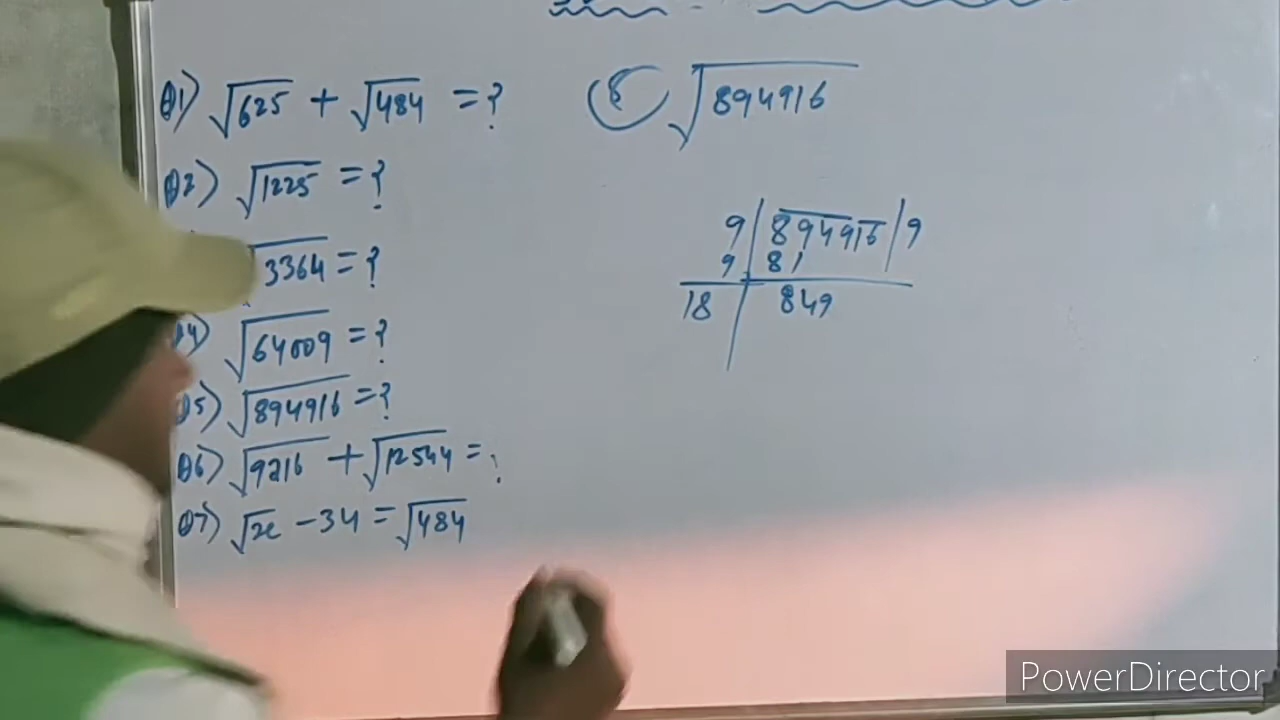 Q1) √625 + √484 = ?
Q2) √1225 = ?
√3364 = ?
Q4) √64009 = ?
Q5) √894916 = ?
Q6) √9216 + √12544 = ?
Q7) √x - 34 = √484
5 √894916
9 | 894916 | 9
9 | 81
18 | 849
PowerDirector